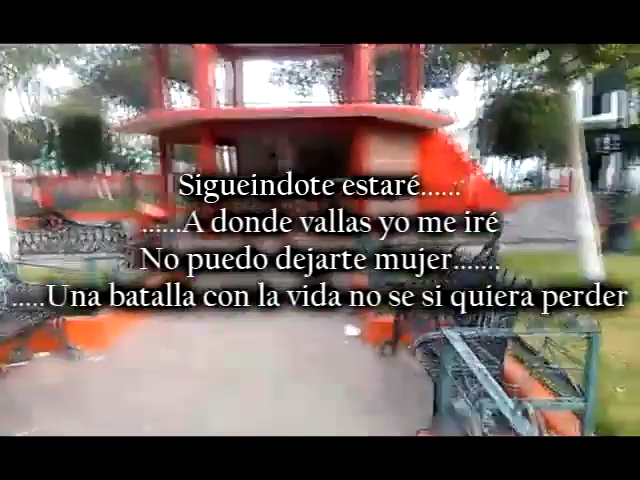 Sigueindote estaré......
......A donde vallas yo me iré
No puedo dejarte mujer.......
.....Una batalla con la vida no se si quiera perder